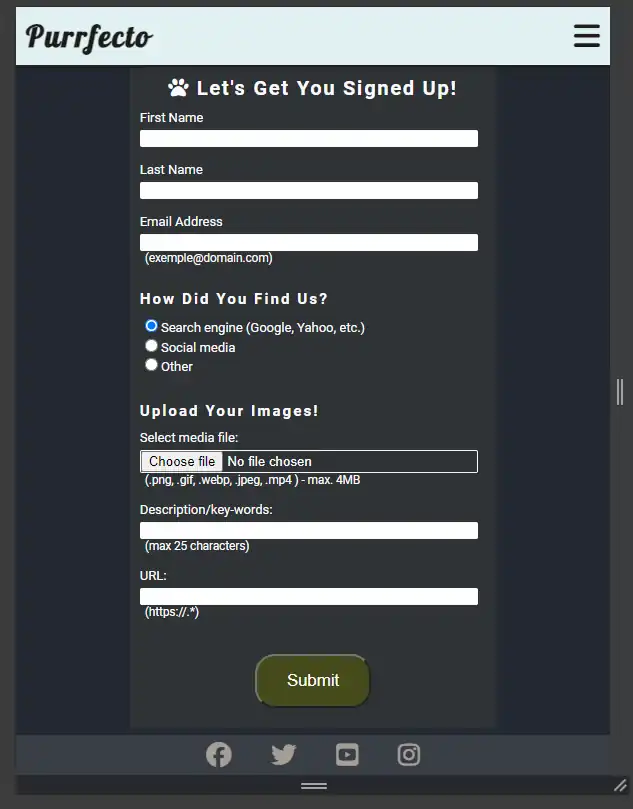 Purrfecto
Let's Get You Signed Up!
First Name
Last Name
Email Address
(exemple@domain.com)
How Did You Find Us?
Search engine (Google, Yahoo, etc.)
Social media
Other
Upload Your Images!
Select media file:
Choose file No file chosen
(.png, .gif, .webp, .jpeg, .mp4 ) - max. 4MB
Description/key-words:
(max 25 characters)
URL:
(https://.*)
Submit